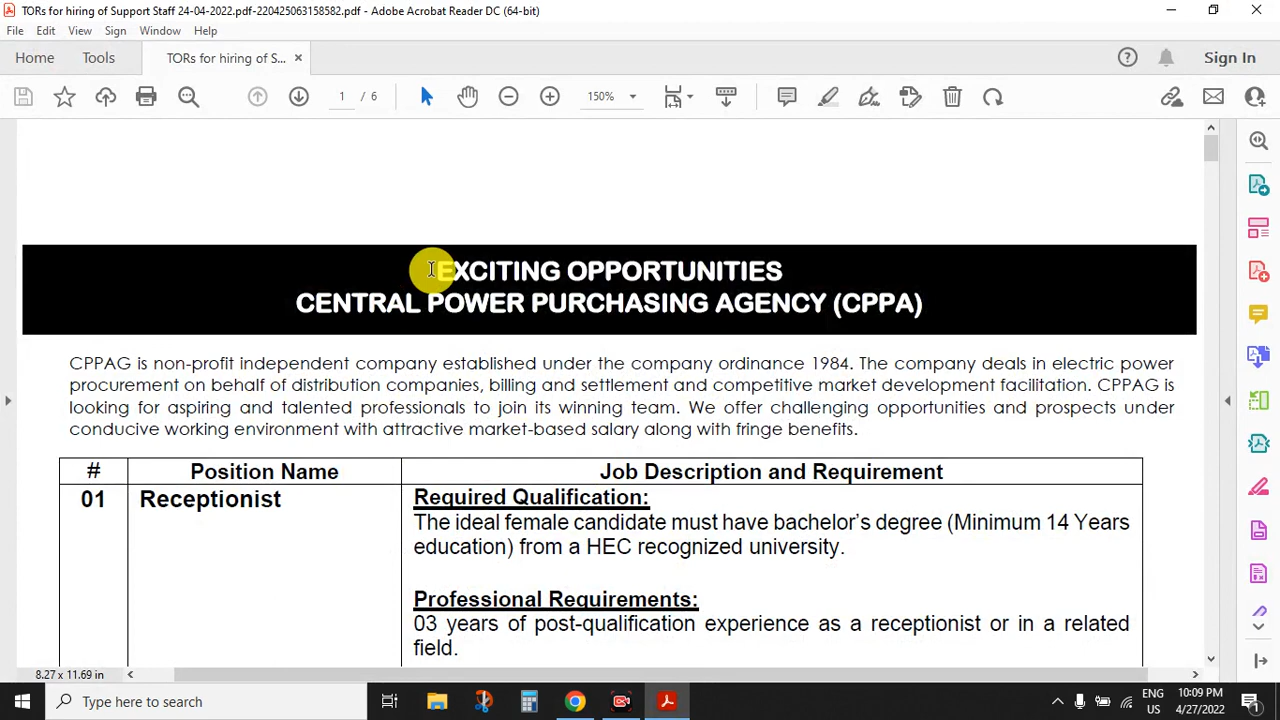 TORs for hiring of Support Staff 24-04-2022.pdf-220425063158582.pdf - Adobe Acrobat Reader DC (64-bit)
File Edit View Sign Window Help
Home Tools TORs for hiring of S... Sign In
1 / 6 150%
EXCITING OPPORTUNITIES
CENTRAL POWER PURCHASING AGENCY (CPPA)
CPPAG is non-profit independent company established under the company ordinance 1984. The company deals in electric power
procurement on behalf of distribution companies, billing and settlement and competitive market development facilitation. CPPAG is
looking for aspiring and talented professionals to join its winning team. We offer challenging opportunities and prospects under
conducive working environment with attractive market-based salary along with fringe benefits.
# Position Name Job Description and Requirement
01 Receptionist Required Qualification:
The ideal female candidate must have bachelor's degree (Minimum 14 Years
education) from a HEC recognized university.
Professional Requirements:
03 years of post-qualification experience as a receptionist or in a related
field.
8.27 x 11.69 in
Type here to search
ENG
US
10:09 PM
4/27/2022
1